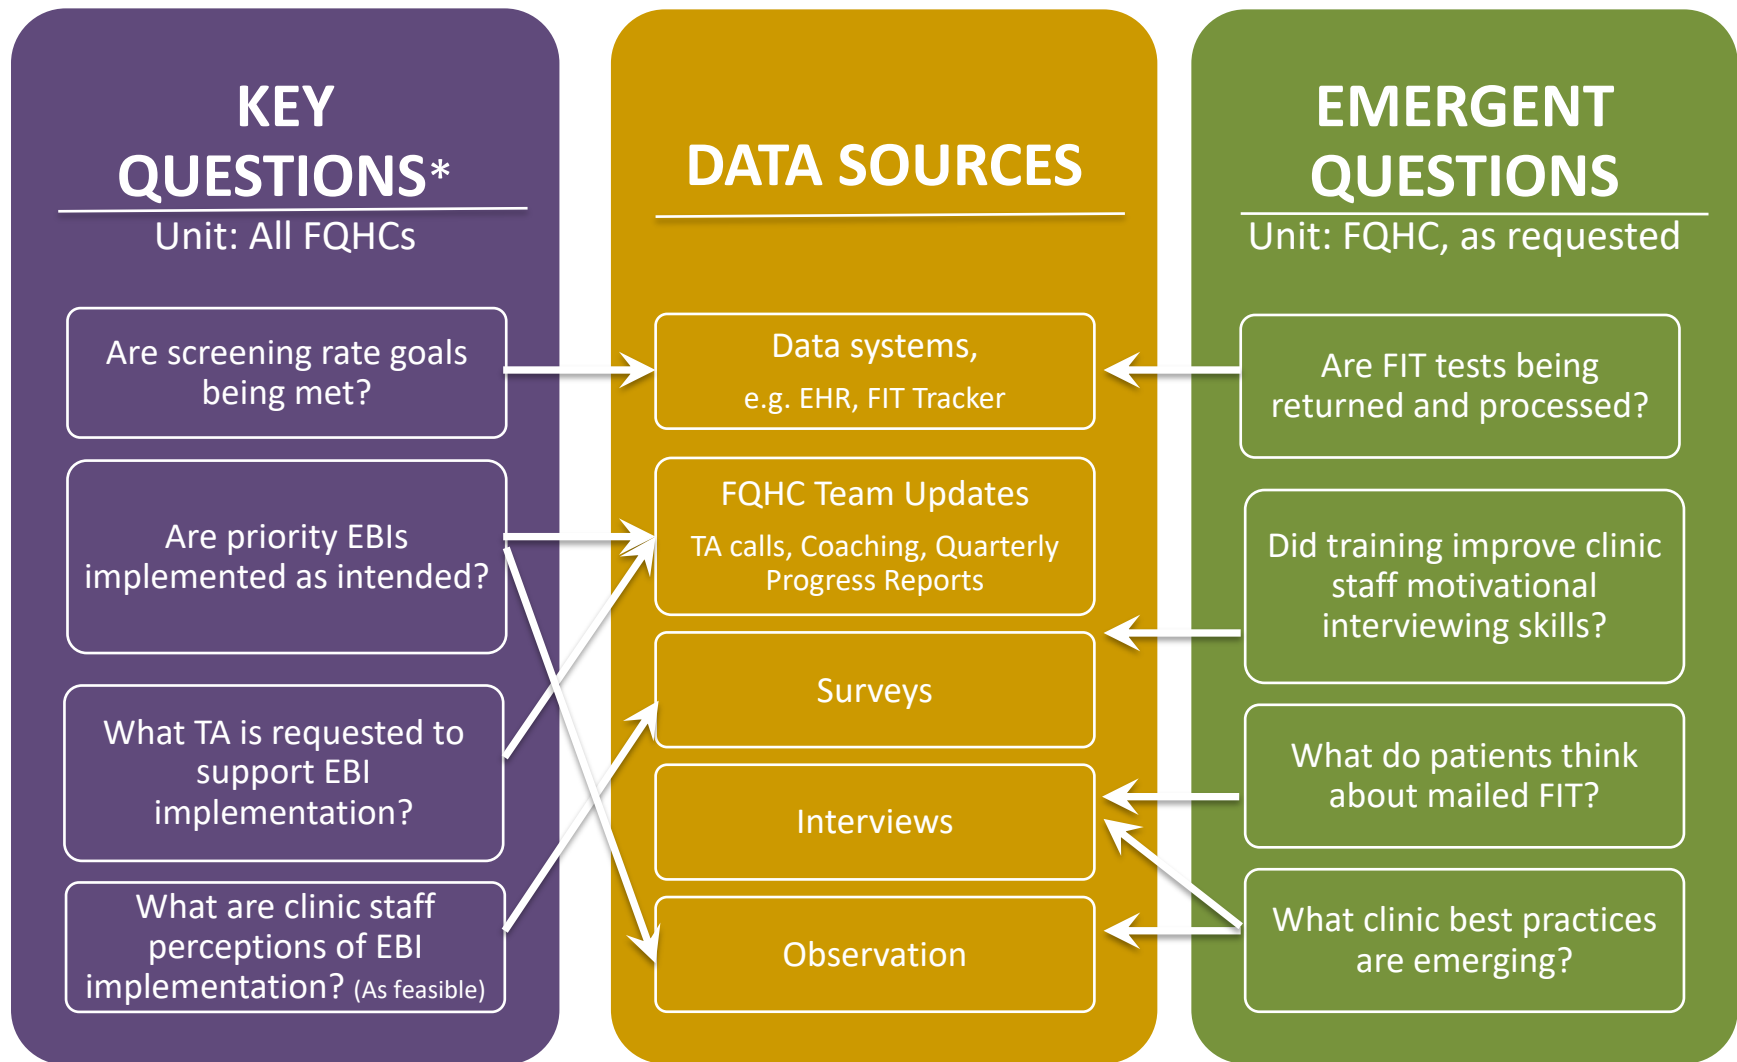 KEY
QUESTIONS*
Unit: All FQHCs
Are screening rate goals
being met?
Are priority EBIs
implemented as intended?
What TA is requested to
support EBI
implementation?
What are clinic staff
perceptions of EBI
implementation? (As feasible)
DATA SOURCES
Data systems,
e.g. EHR, FIT Tracker
FQHC Team Updates
TA calls, Coaching, Quarterly
Progress Reports
Surveys
Interviews
Observation
EMERGENT
QUESTIONS
Unit: FQHC, as requested
Are FIT tests being
returned and processed?
Did training improve clinic
staff motivational
interviewing skills?
What do patients think
about mailed FIT?
What clinic best practices
are emerging?